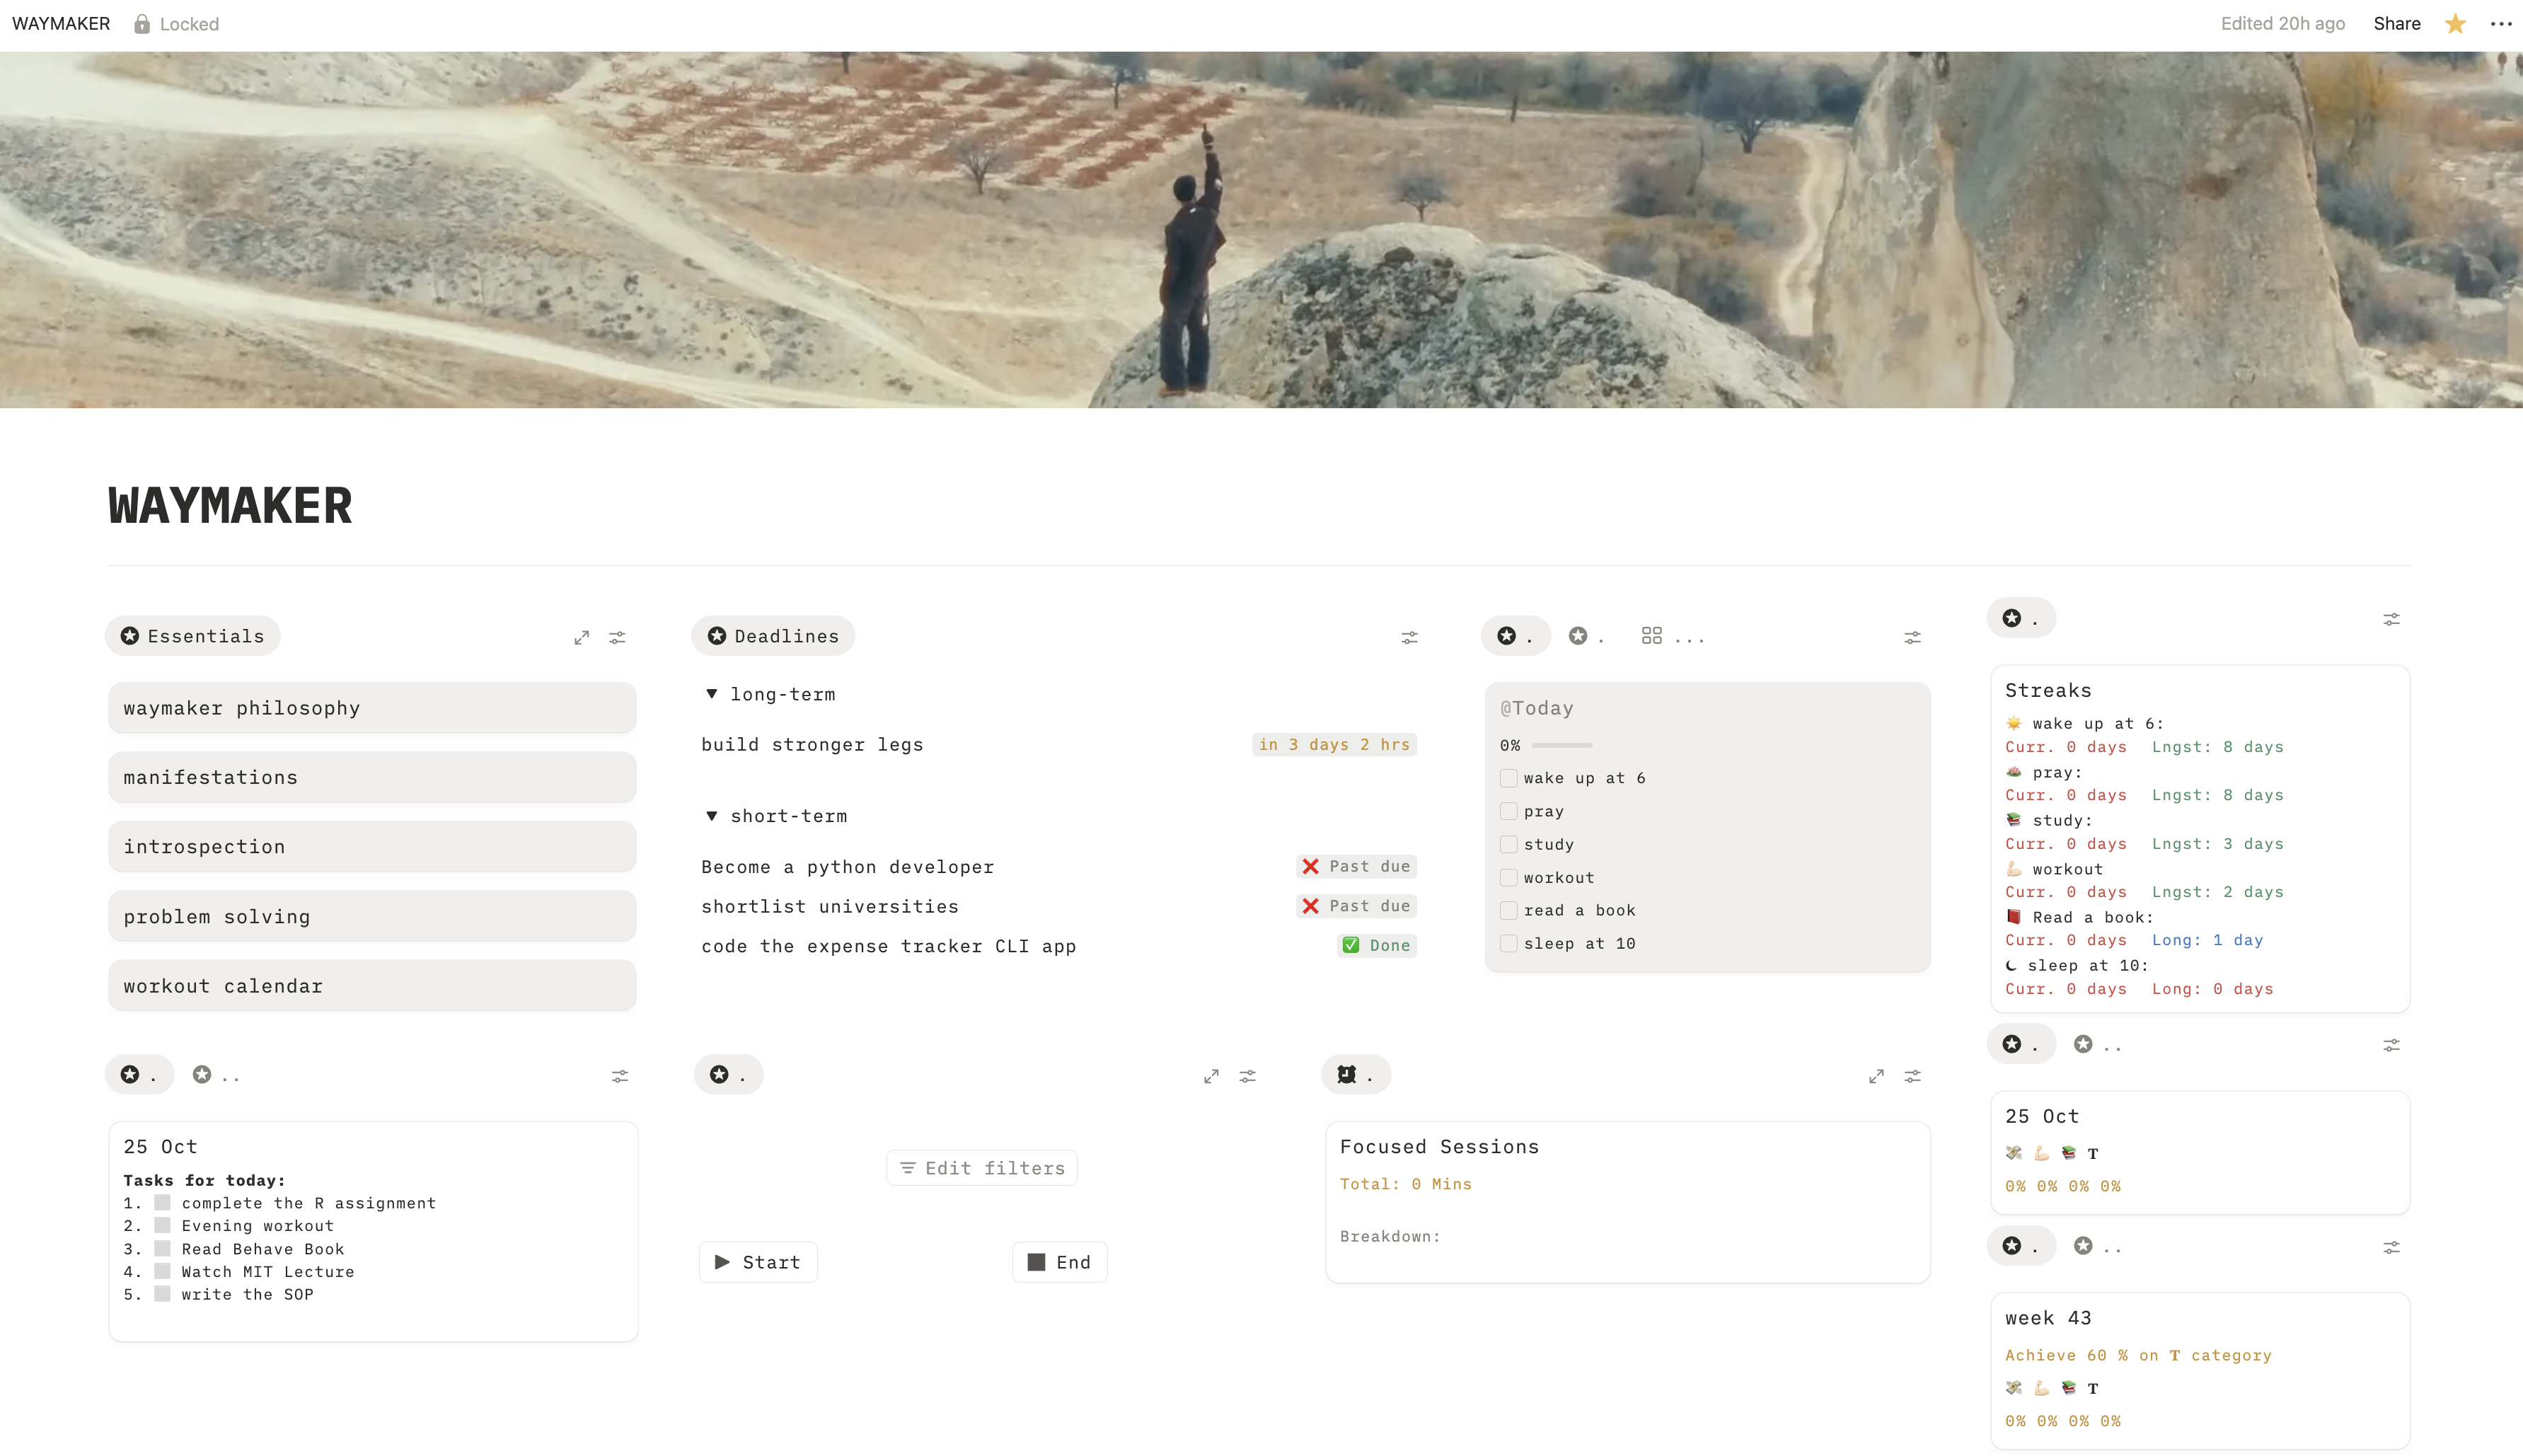 WAYMAKER Locked Edited 20h ago Share
WAYMAKER
Essentials
waymaker philosophy
manifestations
introspection
problem solving
workout calendar
Deadlines
long-term
build stronger legs in 3 days 2 hrs
short-term
Become a python developer ❌ Past due
shortlist universities ❌ Past due
code the expense tracker CLI app ✅ Done
. . ...
@Today
0%
wake up at 6
pray
study
workout
read a book
sleep at 10
.
Streaks
☀️ wake up at 6:
Curr. 0 days Lngst: 8 days
🪷 pray:
Curr. 0 days Lngst: 8 days
📚 study:
Curr. 0 days Lngst: 3 days
💪🏻 workout
Curr. 0 days Lngst: 2 days
📕 Read a book:
Curr. 0 days Long: 1 day
⏾ sleep at 10:
Curr. 0 days Long: 0 days
. ..
25 Oct
Tasks for today:
1. complete the R assignment
2. Evening workout
3. Read Behave Book
4. Watch MIT Lecture
5. write the SOP
.
Edit filters
Start
End
.
Focused Sessions
Total: 0 Mins
Breakdown:
. ..
25 Oct
💸 💪🏻 📚 T
0% 0% 0% 0%
. ..
week 43
Achieve 60 % on T category
💸 💪🏻 📚 T
0% 0% 0% 0%